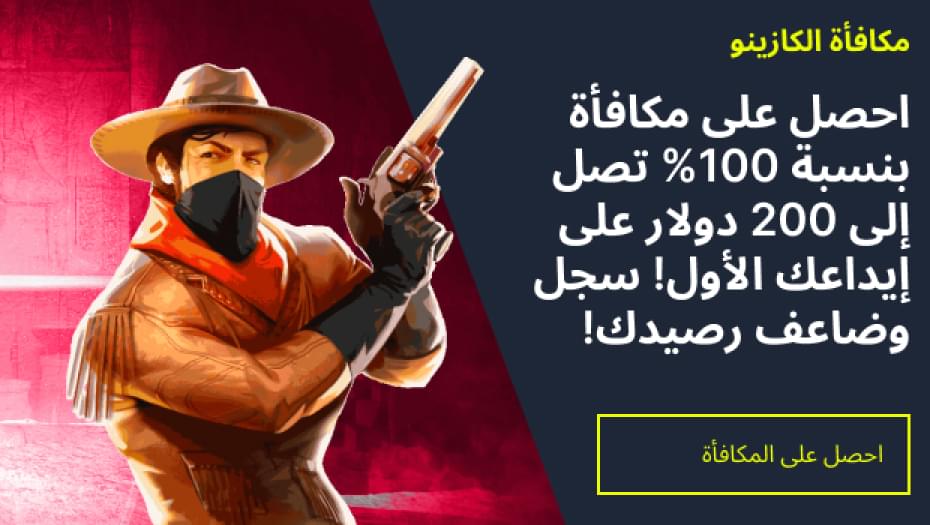 مكافأة الكازينو
احصل على مكافأة
بنسبة 100% تصل
إلى 200 دولار على
إيداعك الأول! سجل
وضاعف رصيدك!
احصل على المكافأة